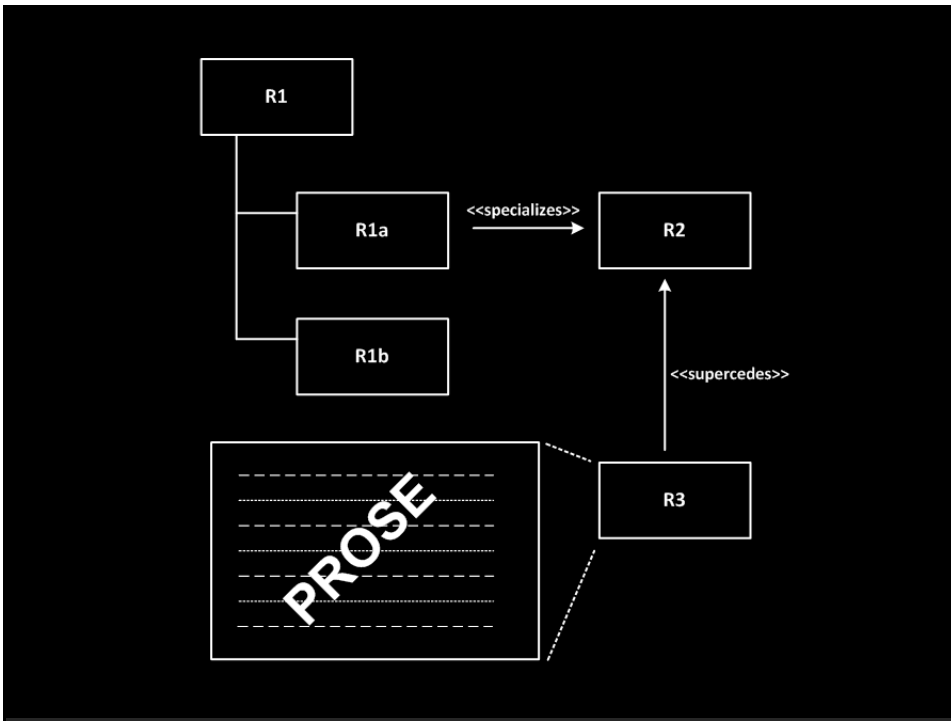 R1
<<specializes>>
R1a
R2
R1b
<<supercedes>>
PROSE
R3